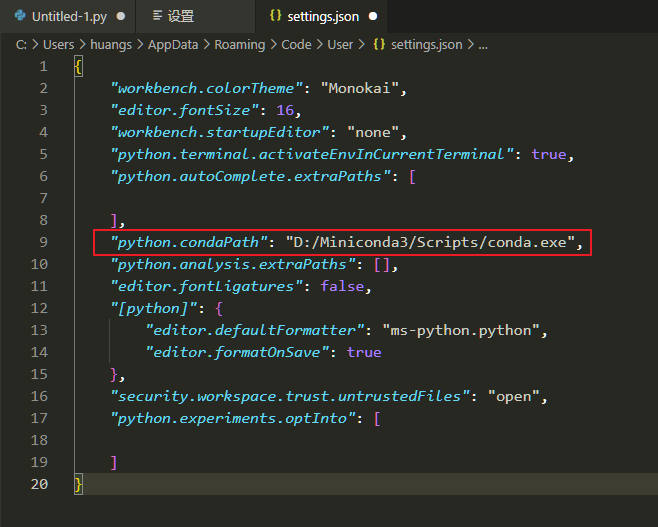 Untitled-1.py
设置
settings.json
C: > Users > huangs > AppData > Roaming > Code > User > {} settings.json > ...
1 {
2 "workbench.colorTheme": "Monokai",
3 "editor.fontSize": 16,
4 "workbench.startupEditor": "none",
5 "python.terminal.activateEnvInCurrentTerminal": true,
6 "python.autoComplete.extraPaths": [
7
8 ],
9 "python.condaPath": "D:/Miniconda3/Scripts/conda.exe",
10 "python.analysis.extraPaths": [],
11 "editor.fontLigatures": false,
12 "[python]": {
13 "editor.defaultFormatter": "ms-python.python",
14 "editor.formatOnSave": true
15 },
16 "security.workspace.trust.untrustedFiles": "open",
17 "python.experiments.optInto": [
18
19 ]
20 }